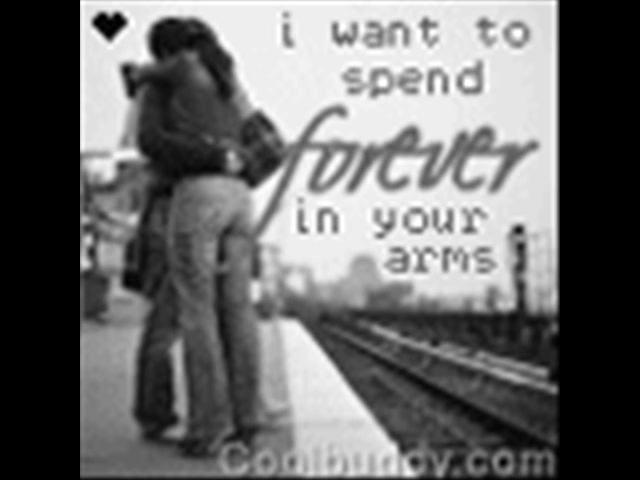 i want to
spend
forever
in your
arms
Coolbuddy.com